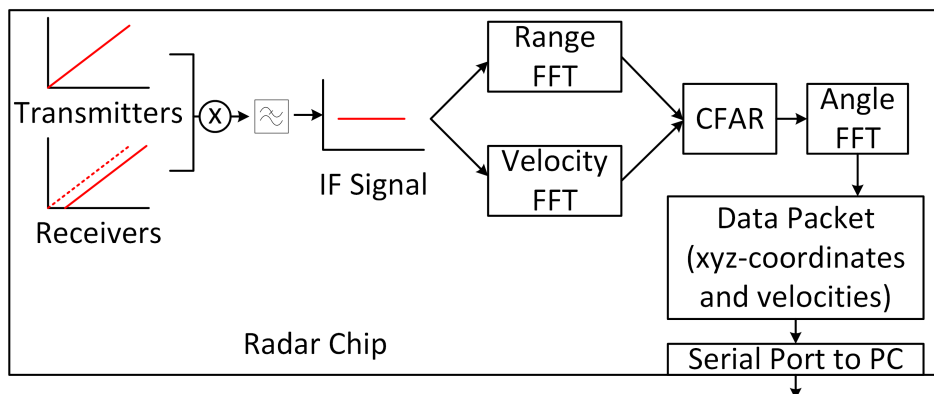 Transmitters
Receivers
X
IF Signal
Range
FFT
Velocity
FFT
CFAR
Angle
FFT
Data Packet
(xyz-coordinates
and velocities)
Serial Port to PC
Radar Chip